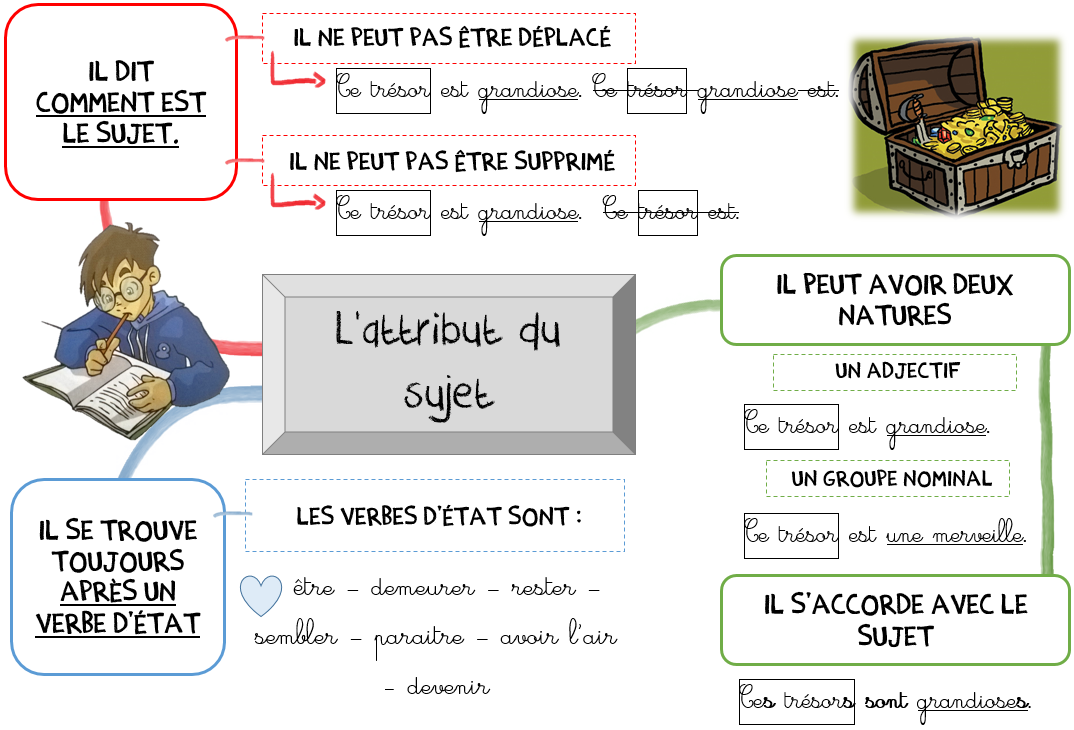 IL DIT
COMMENT EST
LE SUJET.
IL NE PEUT PAS ÊTRE DÉPLACÉ
Ce trésor est grandiose. Ce trésor grandiose est.
IL NE PEUT PAS ÊTRE SUPPRIMÉ
Ce trésor est grandiose. Ce trésor est.
L'attribut du
sujet
IL PEUT AVOIR DEUX
NATURES
UN ADJECTIF
Ce trésor est grandiose.
UN GROUPE NOMINAL
Ce trésor est une merveille.
IL S'ACCORDE AVEC LE
SUJET
Ces trésors sont grandioses.
IL SE TROUVE
TOUJOURS
APRÈS UN
VERBE D'ÉTAT
LES VERBES D'ÉTAT SONT :
être – demeurer – rester –
sembler – paraitre – avoir l'air
– devenir